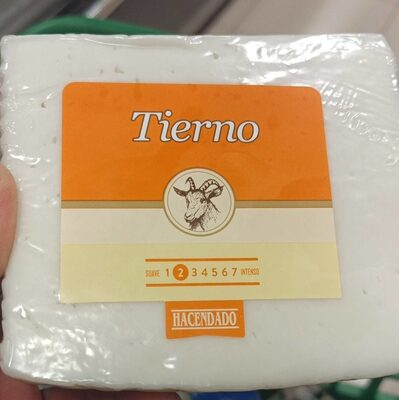 Tierno
SUAVE 1 2 3 4 5 6 7 INTENSO
HACENDADO